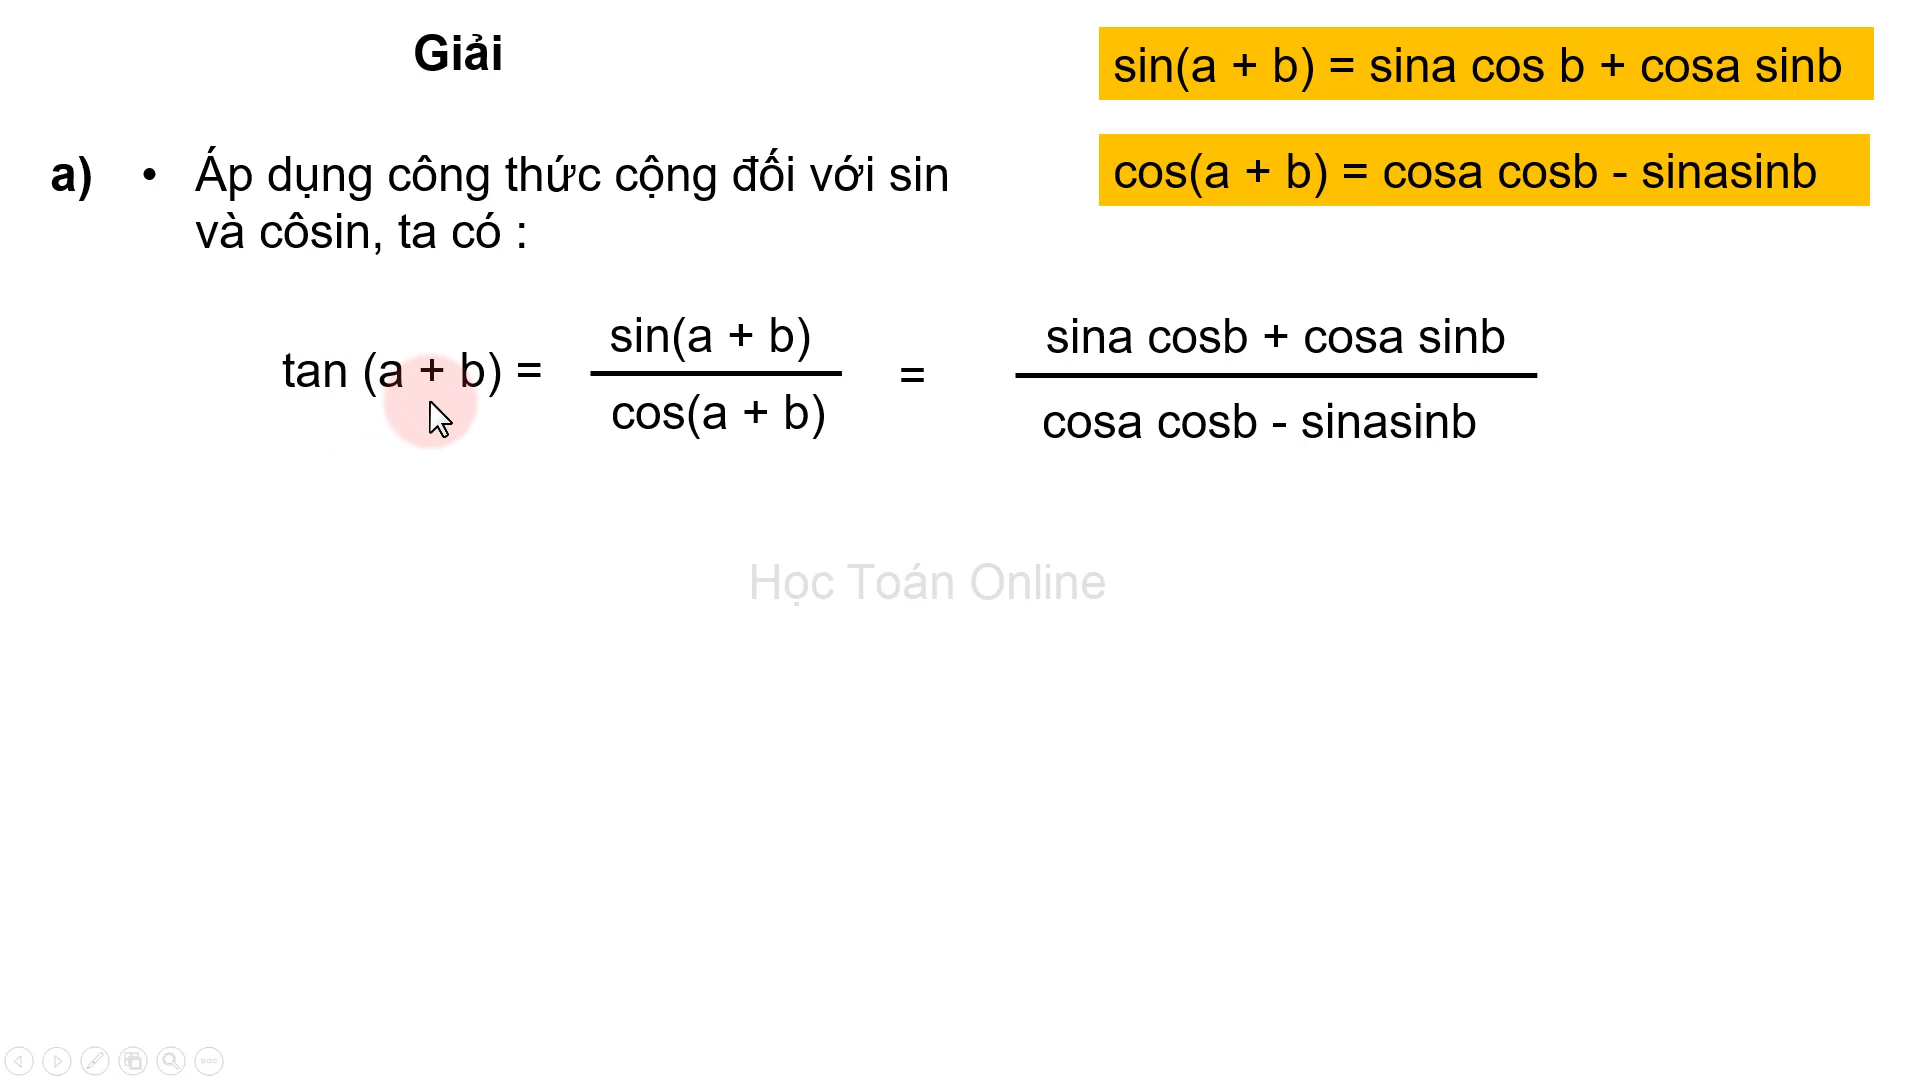 Giải
sin(a + b) = sina cos b + cosa sinb
cos(a + b) = cosa cosb - sinasinb
a) • Áp dụng công thức cộng đối với sin
và côsin, ta có :
sin(a + b)
sina cosb + cosa sinb
tan (a + b) =
=
cos(a + b)
cosa cosb - sinasinb
Học Toán Online